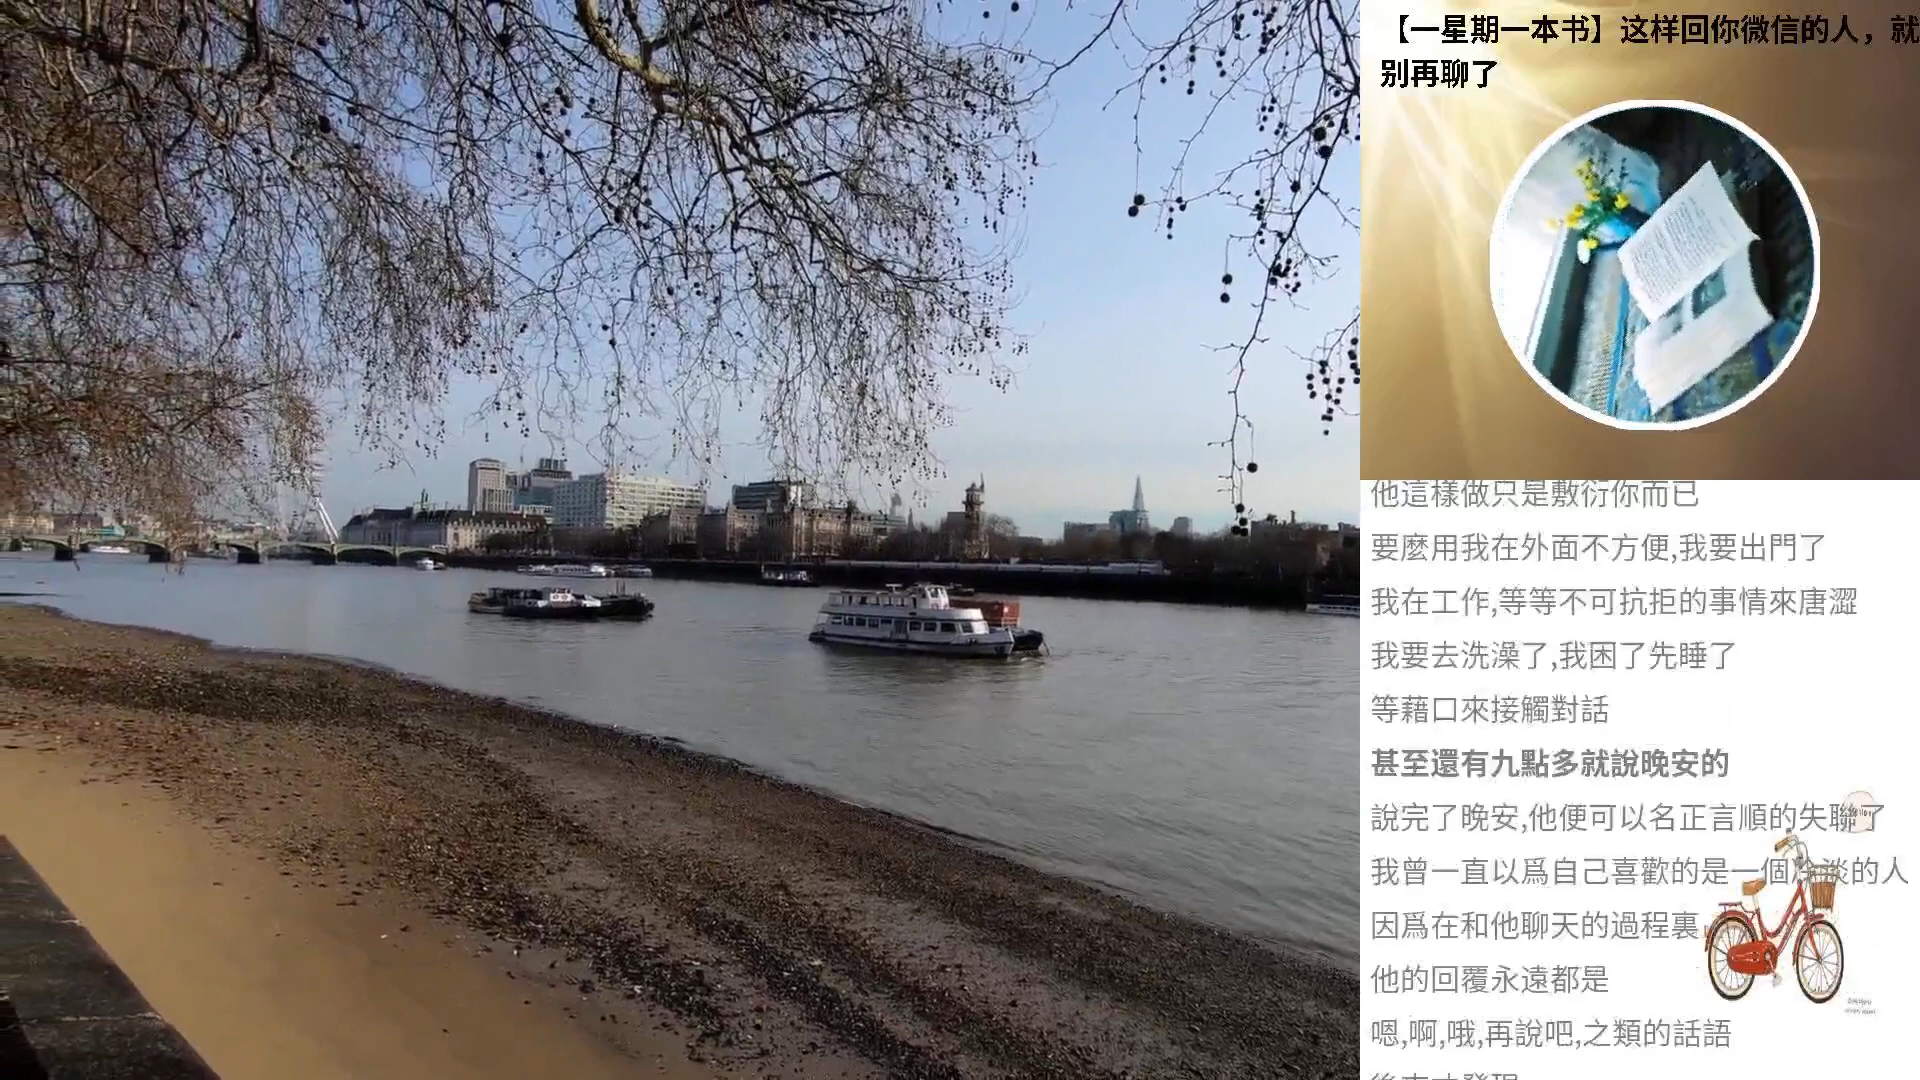 【一星期一本书】这样回你微信的人，就
别再聊了
他這樣做只是敷衍你而已
要麼用我在外面不方便,我要出門了
我在工作,等等不可抗拒的事情來唐澀
我要去洗澡了,我困了先睡了
等藉口來接觸對話
甚至還有九點多就說晚安的
說完了晚安,他便可以名正言順的失聯了
我曾一直以爲自己喜歡的是一個冷淡的人
因爲在和他聊天的過程裏
他的回覆永遠都是
嗯,啊,哦,再說吧,之類的話語